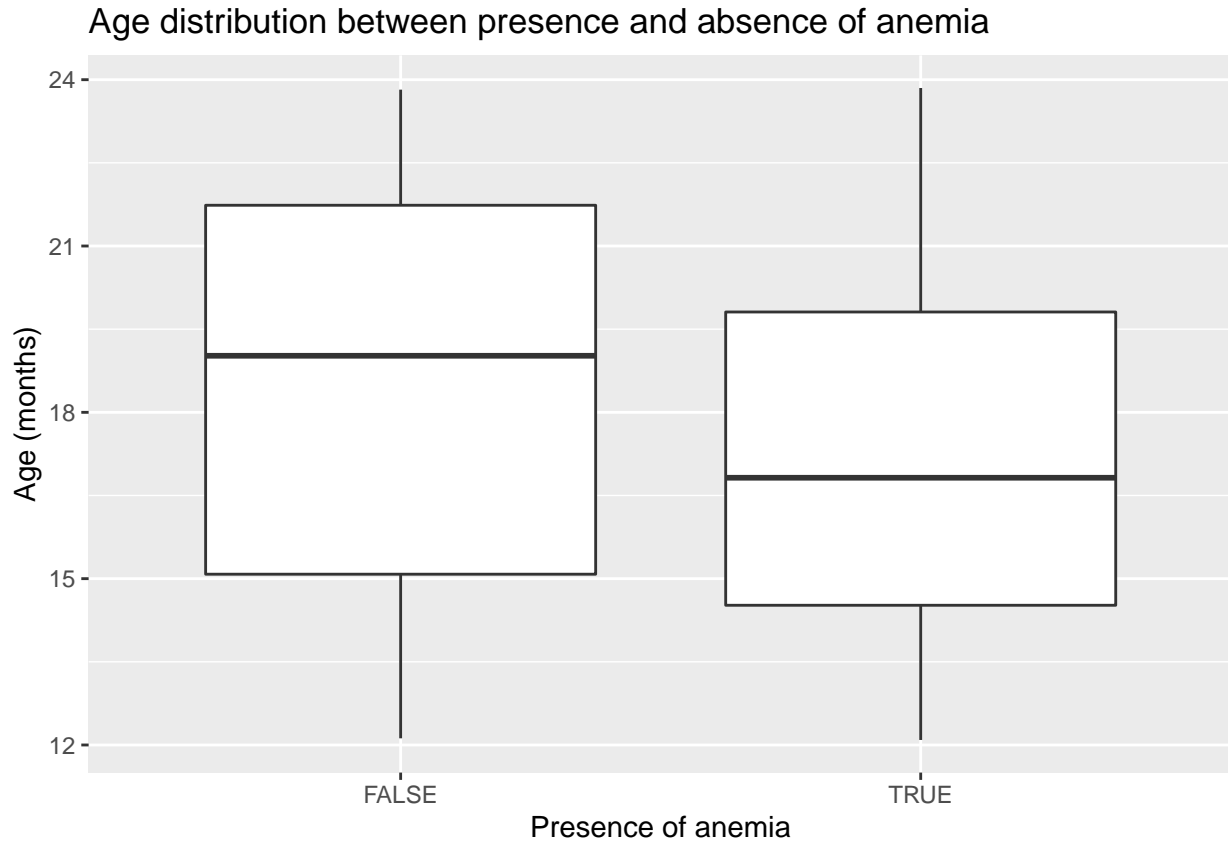 Age distribution between presence and absence of anemia
24
21
18
15
12
Age (months)
FALSE
TRUE
Presence of anemia